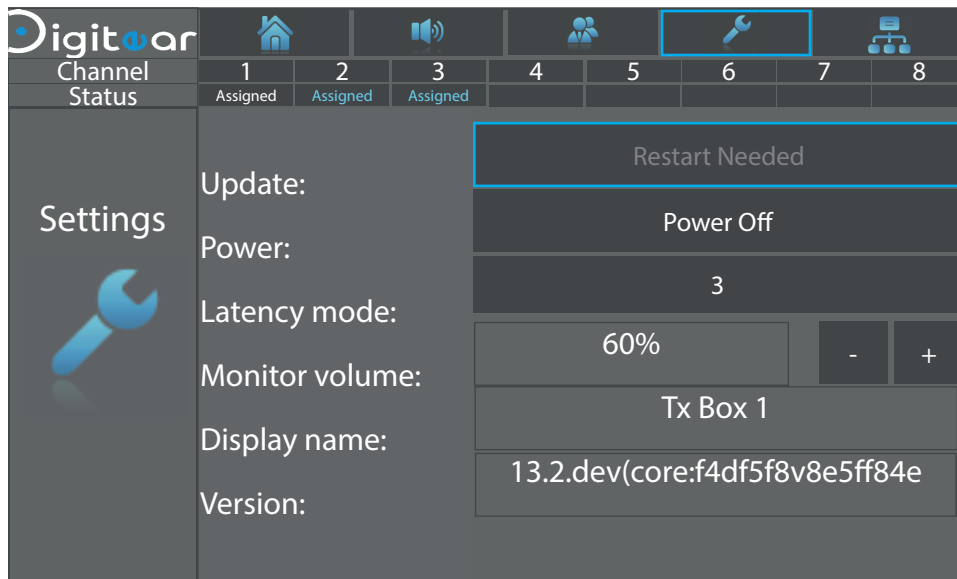 Digitear
Channel 1 2 3 4 5 6 7 8
Status Assigned Assigned Assigned
Settings
Update: Restart Needed
Power: Power Off
Latency mode: 3
Monitor volume: 60% - +
Display name: Tx Box 1
Version: 13.2.dev(core:f4df5f8v8e5ff84e